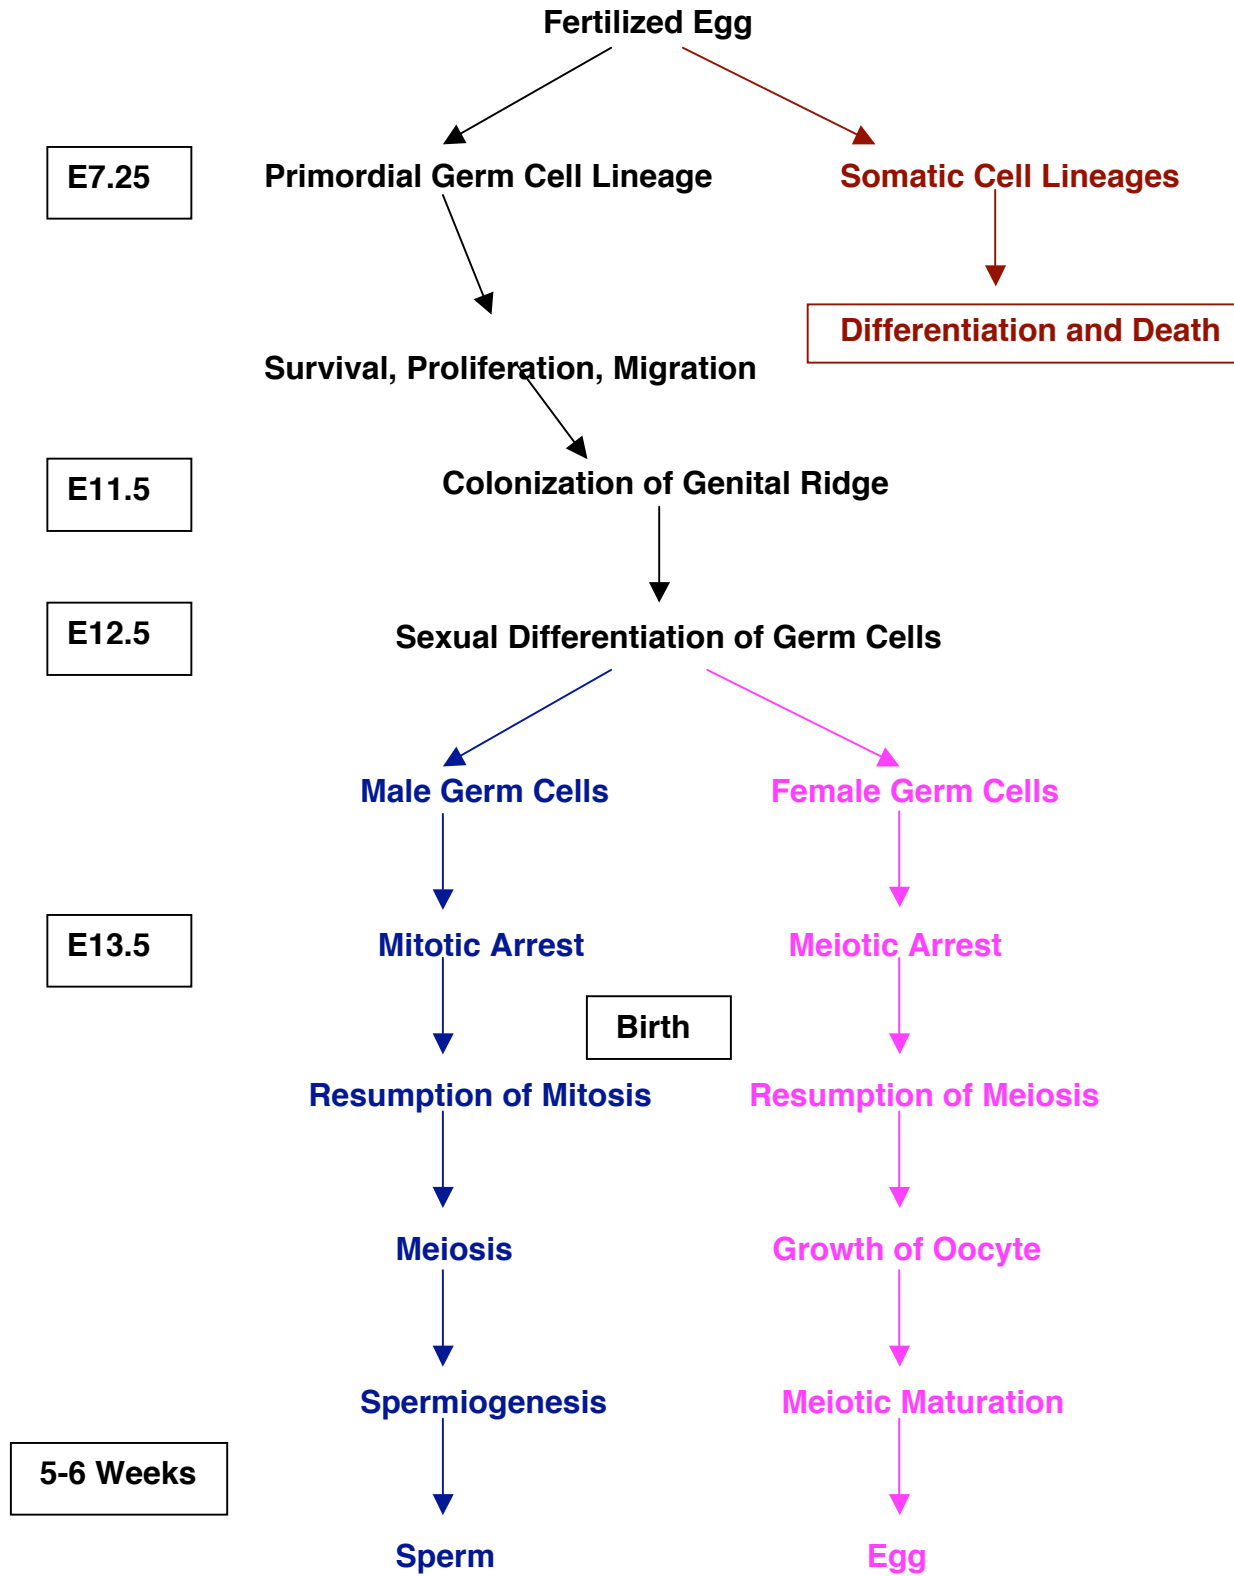 Fertilized Egg
E7.25
Primordial Germ Cell Lineage
Somatic Cell Lineages
Differentiation and Death
Survival, Proliferation, Migration
E11.5
Colonization of Genital Ridge
E12.5
Sexual Differentiation of Germ Cells
Male Germ Cells
Female Germ Cells
E13.5
Mitotic Arrest
Meiotic Arrest
Birth
Resumption of Mitosis
Resumption of Meiosis
Meiosis
Growth of Oocyte
Spermiogenesis
Meiotic Maturation
5-6 Weeks
Sperm
Egg